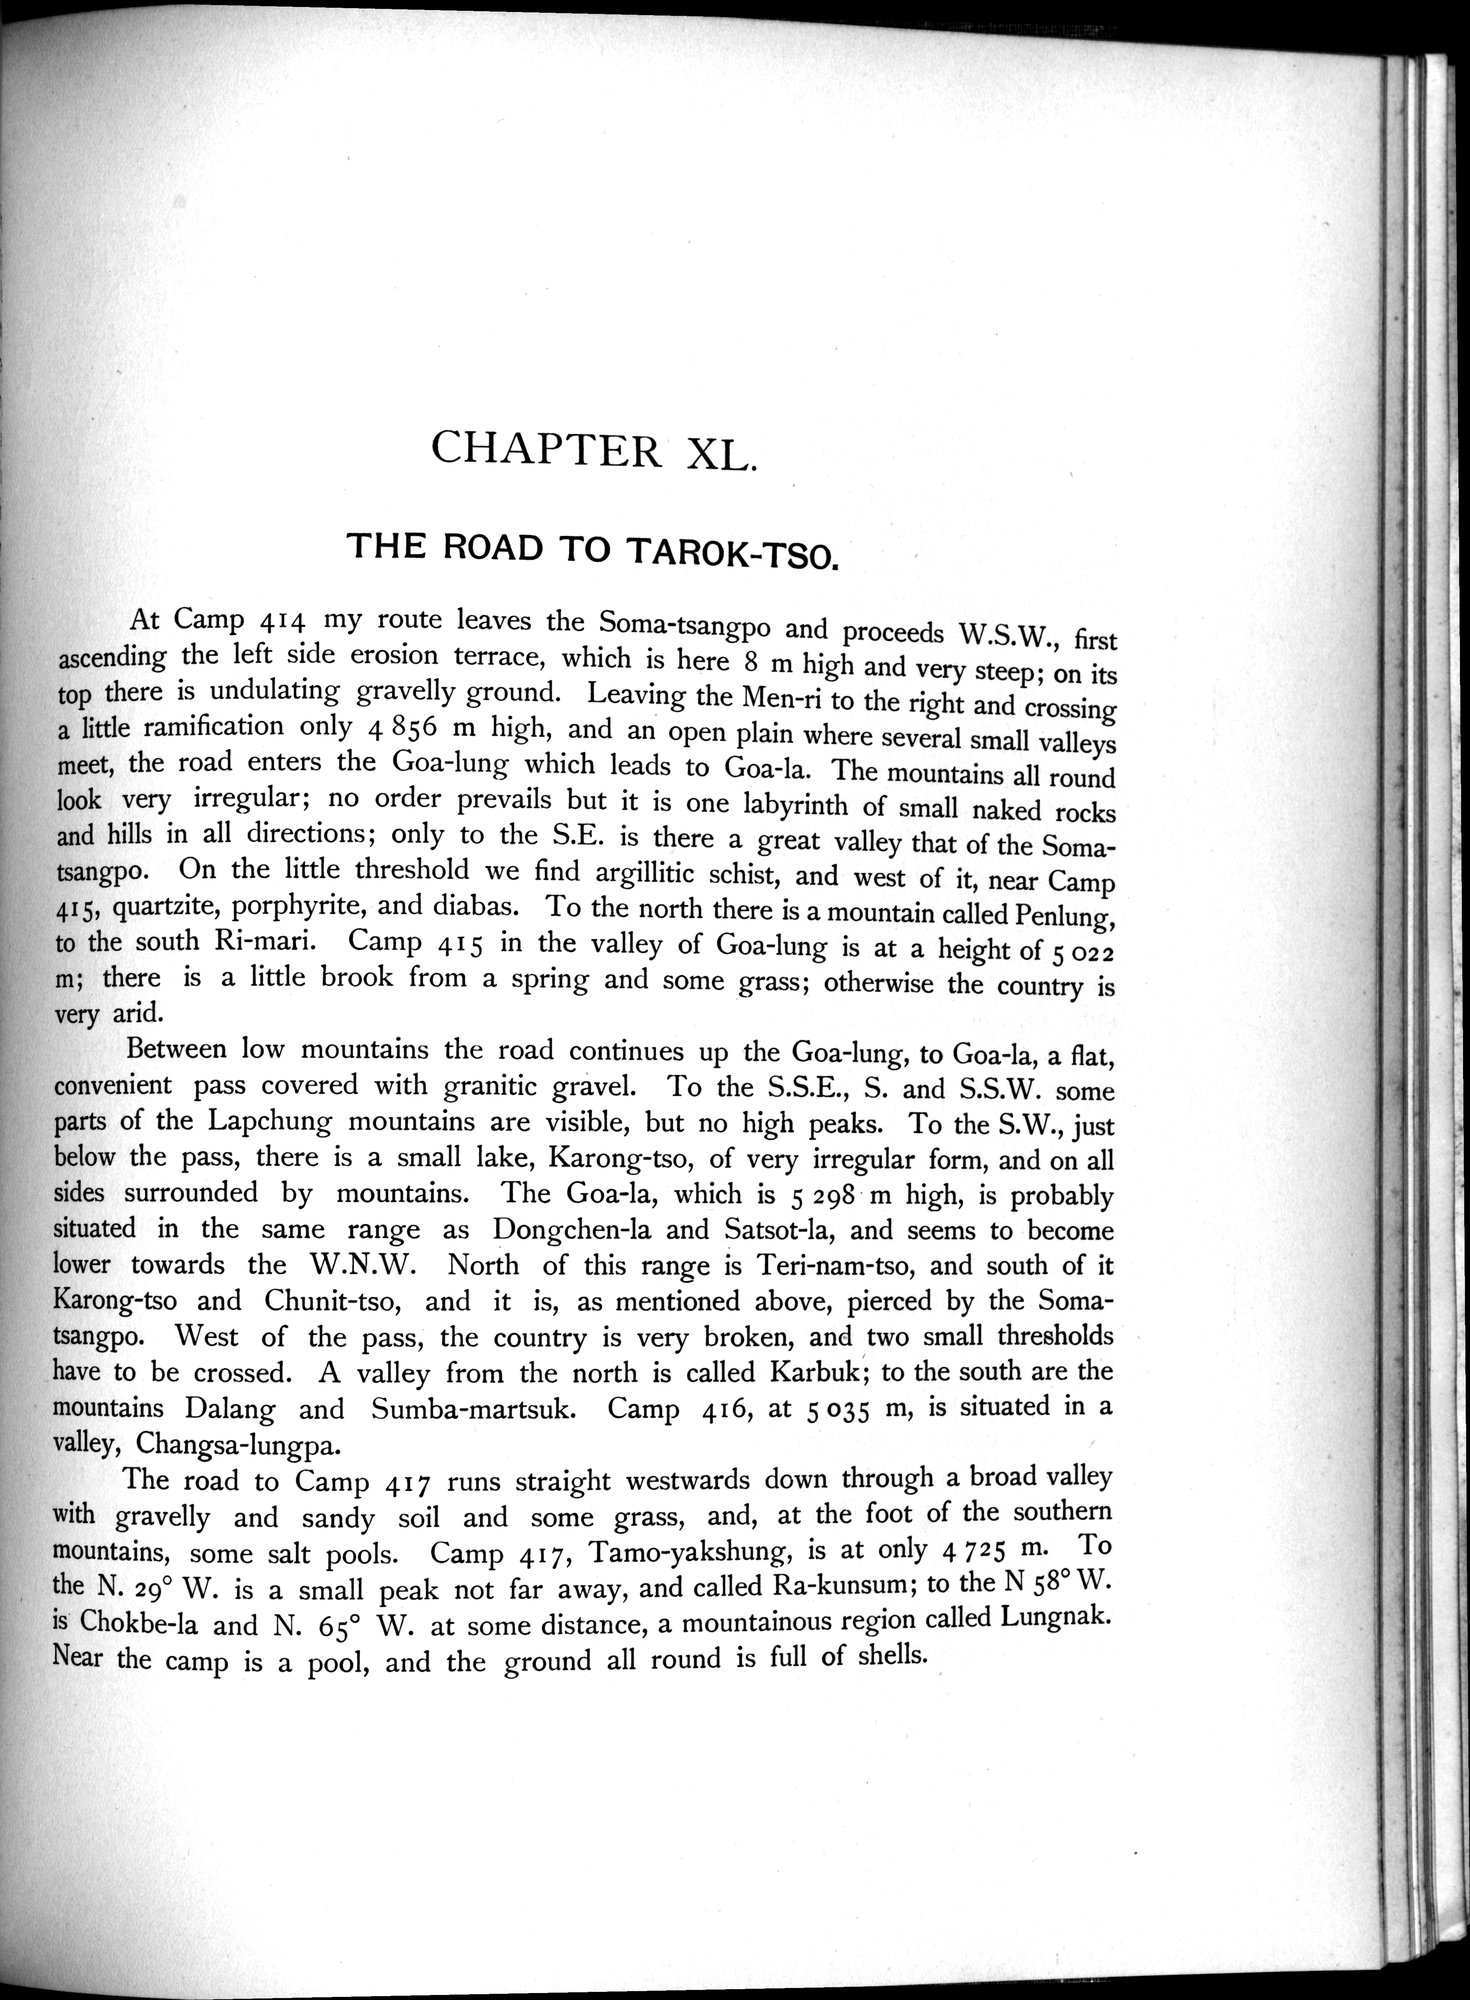 CHAPTER XL.
THE ROAD TO TAROK-TSO.
At Camp 414 my route leaves the Soma-tsangpo and proceeds W.S.W., first
ascending the left side erosion terrace, which is here 8 m high and very steep; on its
top there is undulating gravelly ground. Leaving the Men-ri to the right and crossing
a little ramification only 4 856 m high, and an open plain where several small valleys
meet, the road enters the Goa-lung which leads to Goa-la. The mountains all round
look very irregular; no order prevails but it is one labyrinth of small naked rocks
and hills in all directions; only to the S.E. is there a great valley that of the Soma-
tsangpo. On the little threshold we find argillitic schist, and west of it, near Camp
415, quartzite, porphyrite, and diabas. To the north there is a mountain called Penlung,
to the south Ri-mari. Camp 415 in the valley of Goa-lung is at a height of 5 022
m; there is a little brook from a spring and some grass; otherwise the country is
very arid.
Between low mountains the road continues up the Goa-lung, to Goa-la, a flat,
convenient pass covered with granitic gravel. To the S.S.E., S. and S.S.W. some
parts of the Lapchung mountains are visible, but no high peaks. To the S.W., just
below the pass, there is a small lake, Karong-tso, of very irregular form, and on all
sides surrounded by mountains. The Goa-la, which is 5 298 m high, is probably
situated in the same range as Dongchen-la and Satsot-la, and seems to become
lower towards the W.N.W. North of this range is Teri-nam-tso, and south of it
Karong-tso and Chunit-tso, and it is, as mentioned above, pierced by the Soma-
tsangpo. West of the pass, the country is very broken, and two small thresholds
have to be crossed. A valley from the north is called Karbuk; to the south are the
mountains Dalang and Sumba-martsuk. Camp 416, at 5 035 m, is situated in a
valley, Changsa-lungpa.
The road to Camp 417 runs straight westwards down through a broad valley
with gravelly and sandy soil and some grass, and, at the foot of the southern
mountains, some salt pools. Camp 417, Tamo-yakshung, is at only 4 725 m. To
the N. 29° W. is a small peak not far away, and called Ra-kunsum; to the N 58° W.
is Chokbe-la and N. 65° W. at some distance, a mountainous region called Lungnak.
Near the camp is a pool, and the ground all round is full of shells.